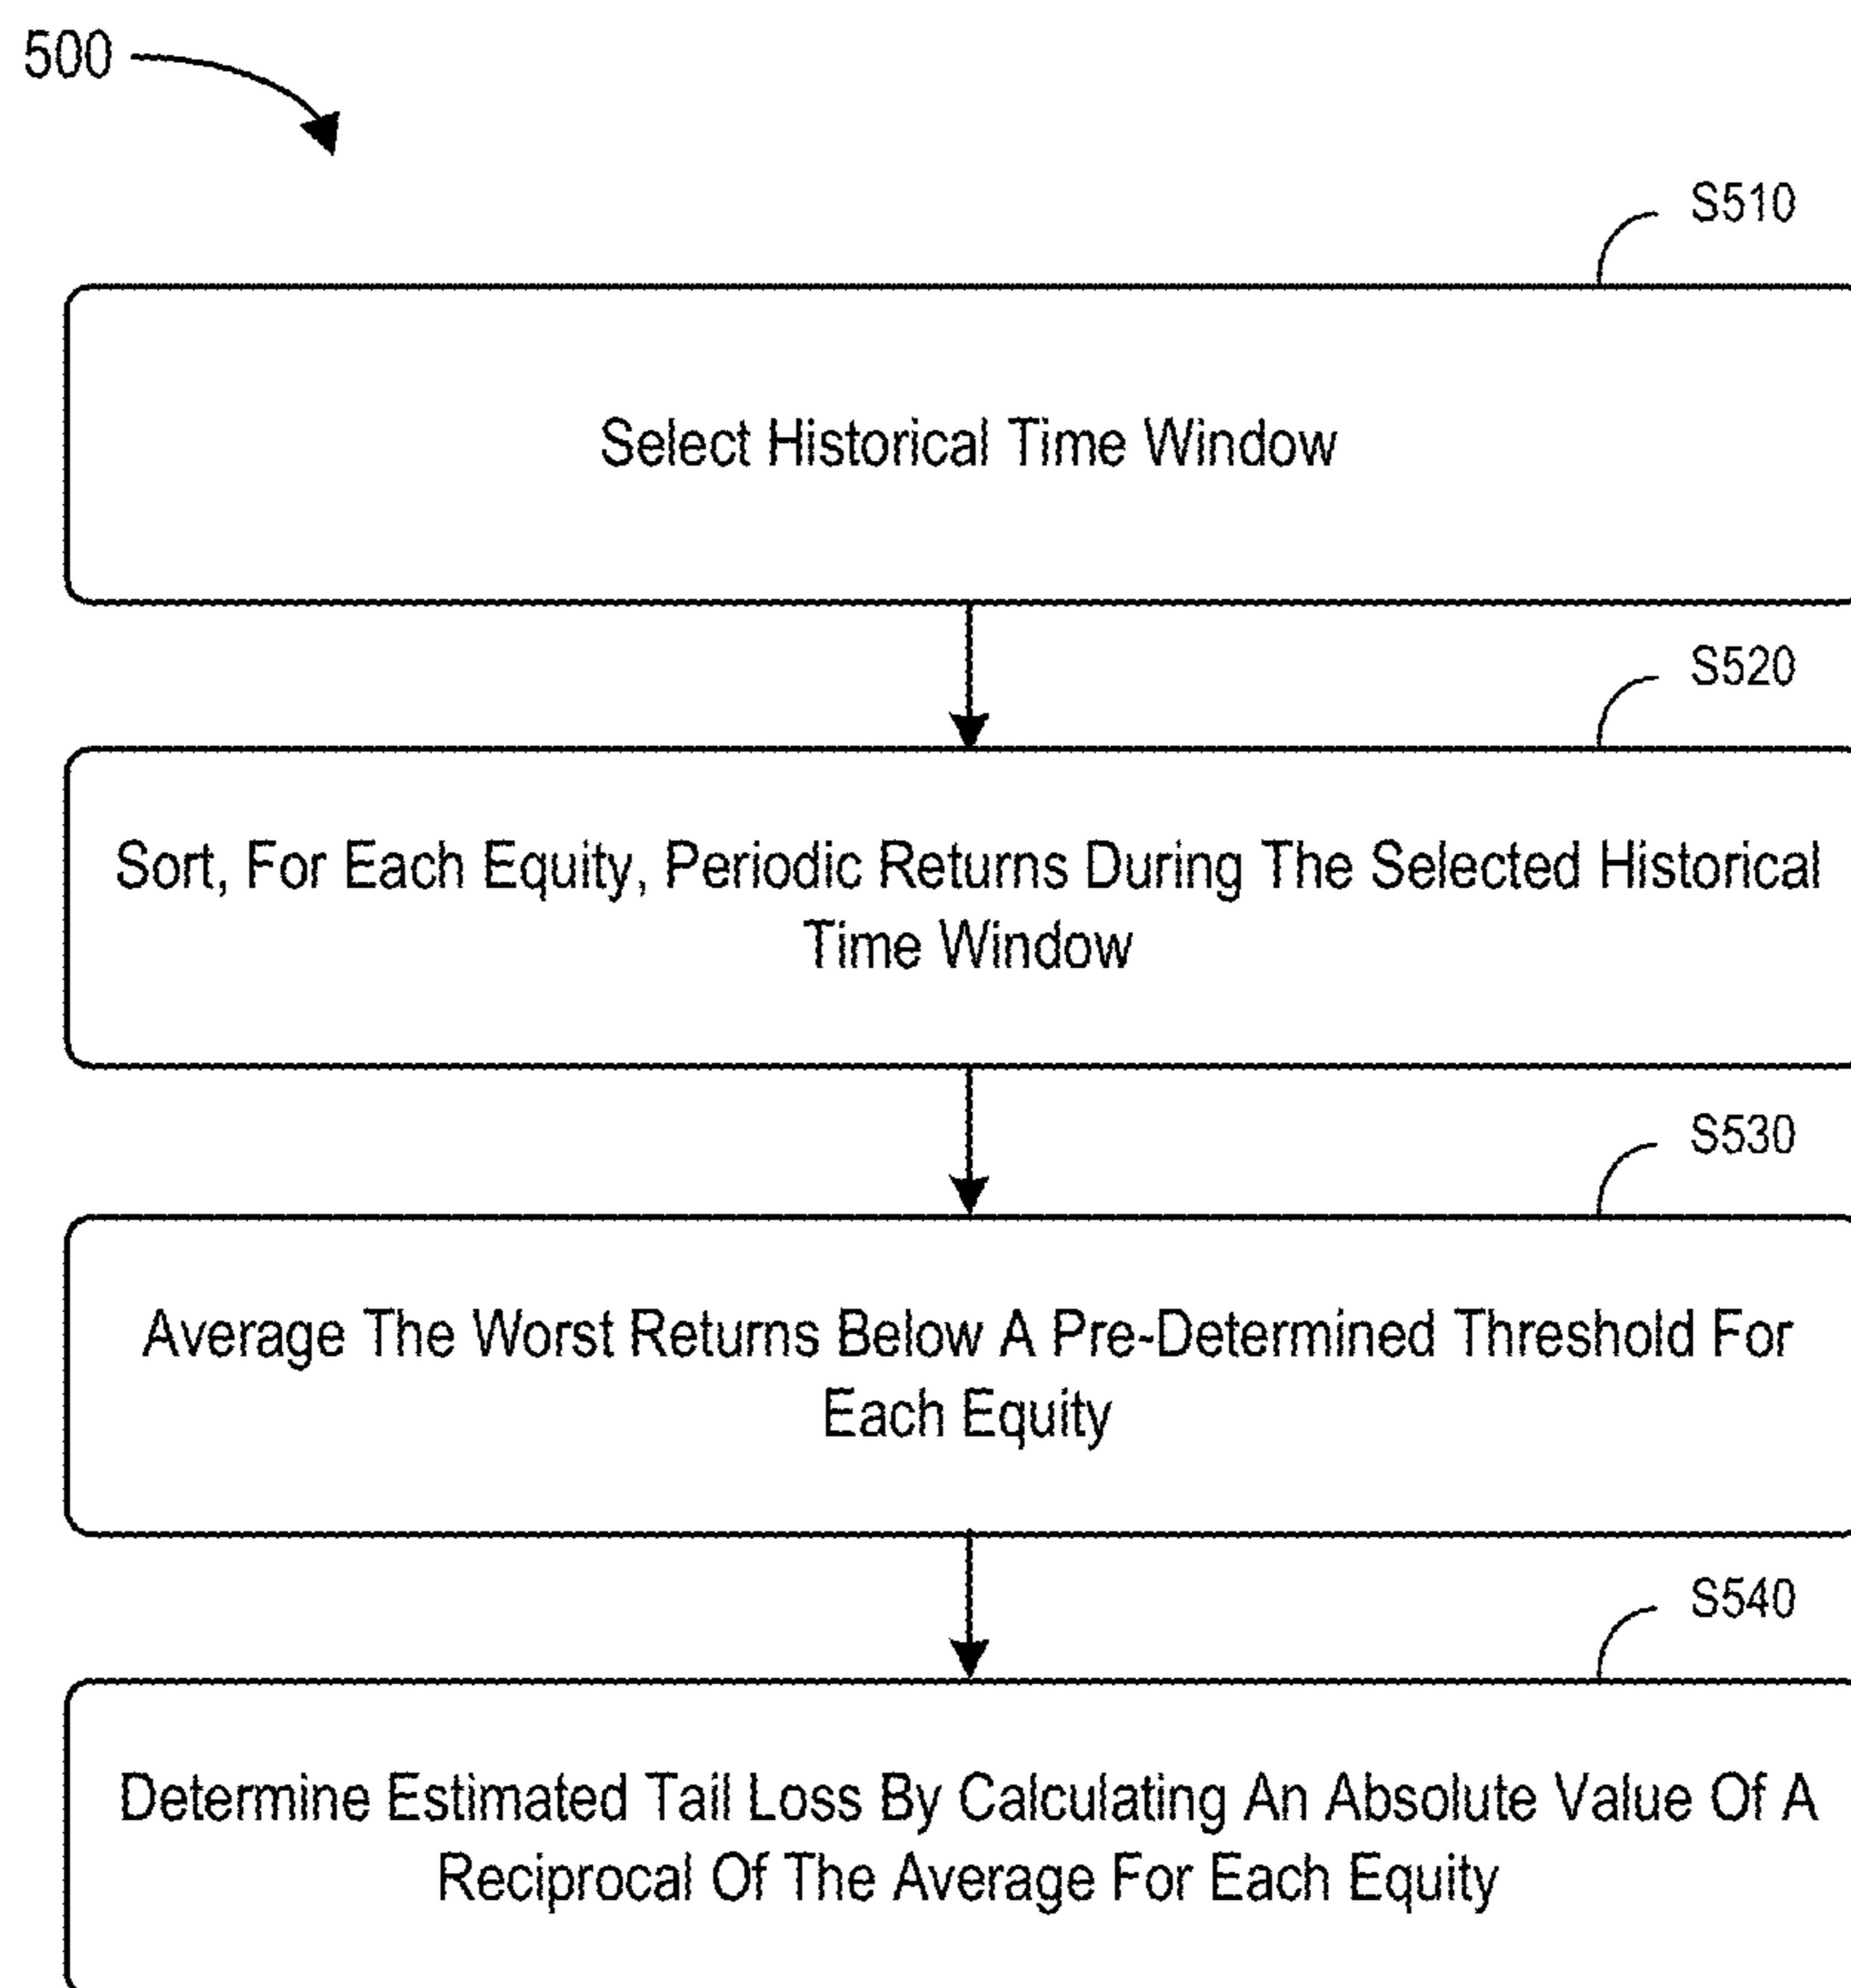 500
S510
Select Historical Time Window
S520
Sort, For Each Equity, Periodic Returns During The Selected Historical
Time Window
S530
Average The Worst Returns Below A Pre-Determined Threshold For
Each Equity
S540
Determine Estimated Tail Loss By Calculating An Absolute Value Of A
Reciprocal Of The Average For Each Equity